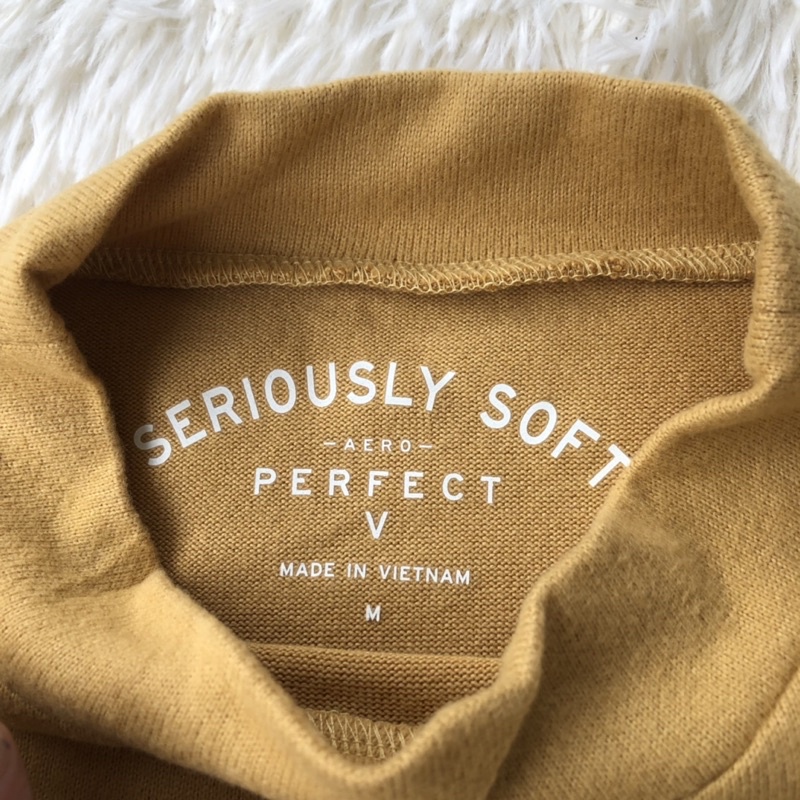 SERIOUSLY SOFT
—AERO—
PERFECT
V
MADE IN VIETNAM
M